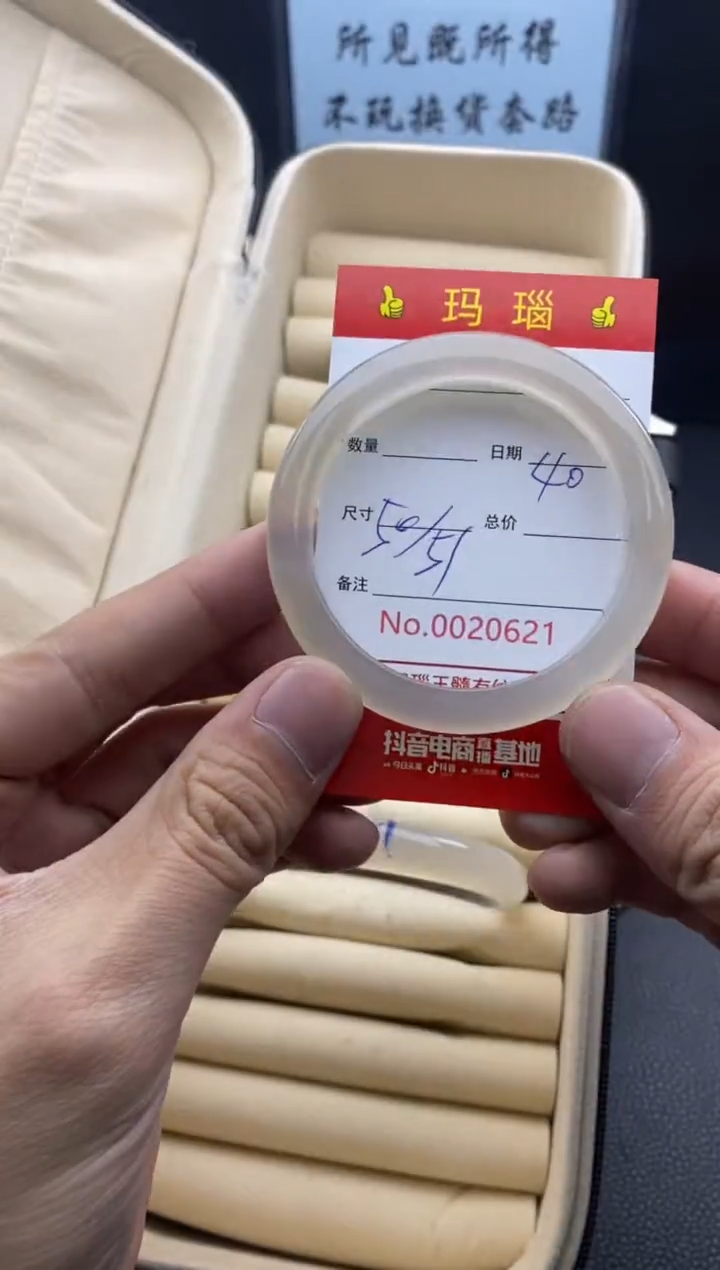 所见既所得
不玩换货套路
玛瑙
数量 日期 40
尺寸 50/51 总价
备注
No.0020621
抖音电商直播基地